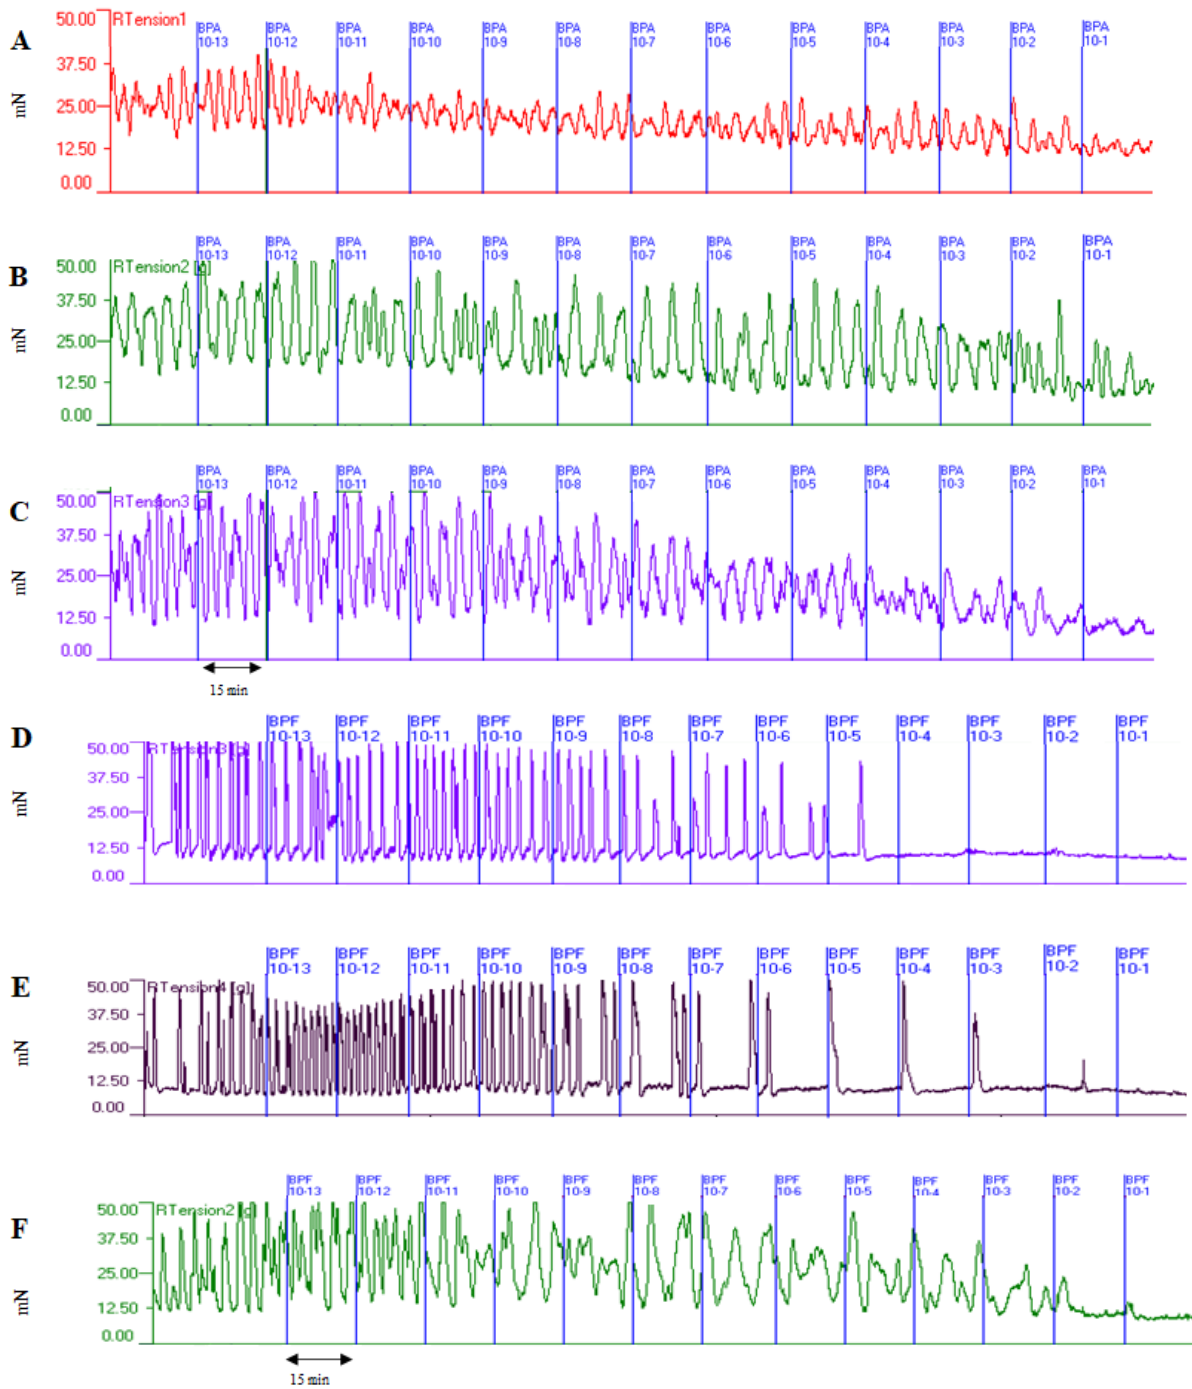 A
mN
50.00
37.50
25.00
12.50
0.00
RTension1
BPA 10-13
BPA 10-12
BPA 10-11
BPA 10-10
BPA 10-9
BPA 10-8
BPA 10-7
BPA 10-6
BPA 10-5
BPA 10-4
BPA 10-3
BPA 10-2
BPA 10-1
B
mN
50.00
37.50
25.00
12.50
0.00
RTension2 [g]
BPA 10-13
BPA 10-12
BPA 10-11
BPA 10-10
BPA 10-9
BPA 10-8
BPA 10-7
BPA 10-6
BPA 10-5
BPA 10-4
BPA 10-3
BPA 10-2
BPA 10-1
C
mN
50.00
37.50
25.00
12.50
0.00
RTension3 [g]
BPA 10-13
BPA 10-12
BPA 10-11
BPA 10-10
BPA 10-9
BPA 10-8
BPA 10-7
BPA 10-6
BPA 10-5
BPA 10-4
BPA 10-3
BPA 10-2
BPA 10-1
15 min
D
mN
50.00
37.50
25.00
12.50
0.00
RTension3 [g]
BPF 10-13
BPF 10-12
BPF 10-11
BPF 10-10
BPF 10-9
BPF 10-8
BPF 10-7
BPF 10-6
BPF 10-5
BPF 10-4
BPF 10-3
BPF 10-2
BPF 10-1
E
mN
50.00
37.50
25.00
12.50
0.00
RTension4 [g]
BPF 10-13
BPF 10-12
BPF 10-11
BPF 10-10
BPF 10-9
BPF 10-8
BPF 10-7
BPF 10-6
BPF 10-5
BPF 10-4
BPF 10-3
BPF 10-2
BPF 10-1
F
mN
50.00
37.50
25.00
12.50
0.00
RTension2 [g]
BPF 10-13
BPF 10-12
BPF 10-11
BPF 10-10
BPF 10-9
BPF 10-8
BPF 10-7
BPF 10-6
BPF 10-5
BPF 10-4
BPF 10-3
BPF 10-2
BPF 10-1
15 min